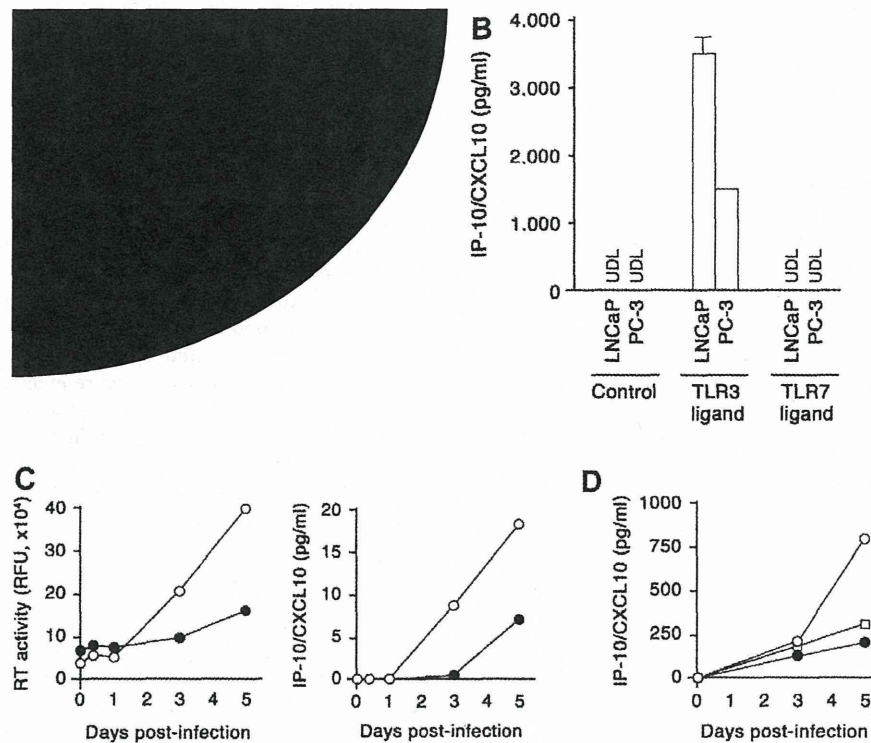 B
IP-10/CXCL10 (pg/ml)
4.000
3.000
2.000
1.000
0
UDL
UDL
UDL
UDL
LNCaP
PC-3
LNCaP
PC-3
LNCaP
PC-3
Control
TLR3
ligand
TLR7
ligand
C
RT activity (RFU, x10⁴)
40
30
20
10
0
0 1 2 3 4 5
Days post-infection
IP-10/CXCL10 (pg/ml)
20
15
10
5
0
0 1 2 3 4 5
Days post-infection
D
IP-10/CXCL10 (pg/ml)
1000
750
500
250
0
0 1 2 3 4 5
Days post-infection